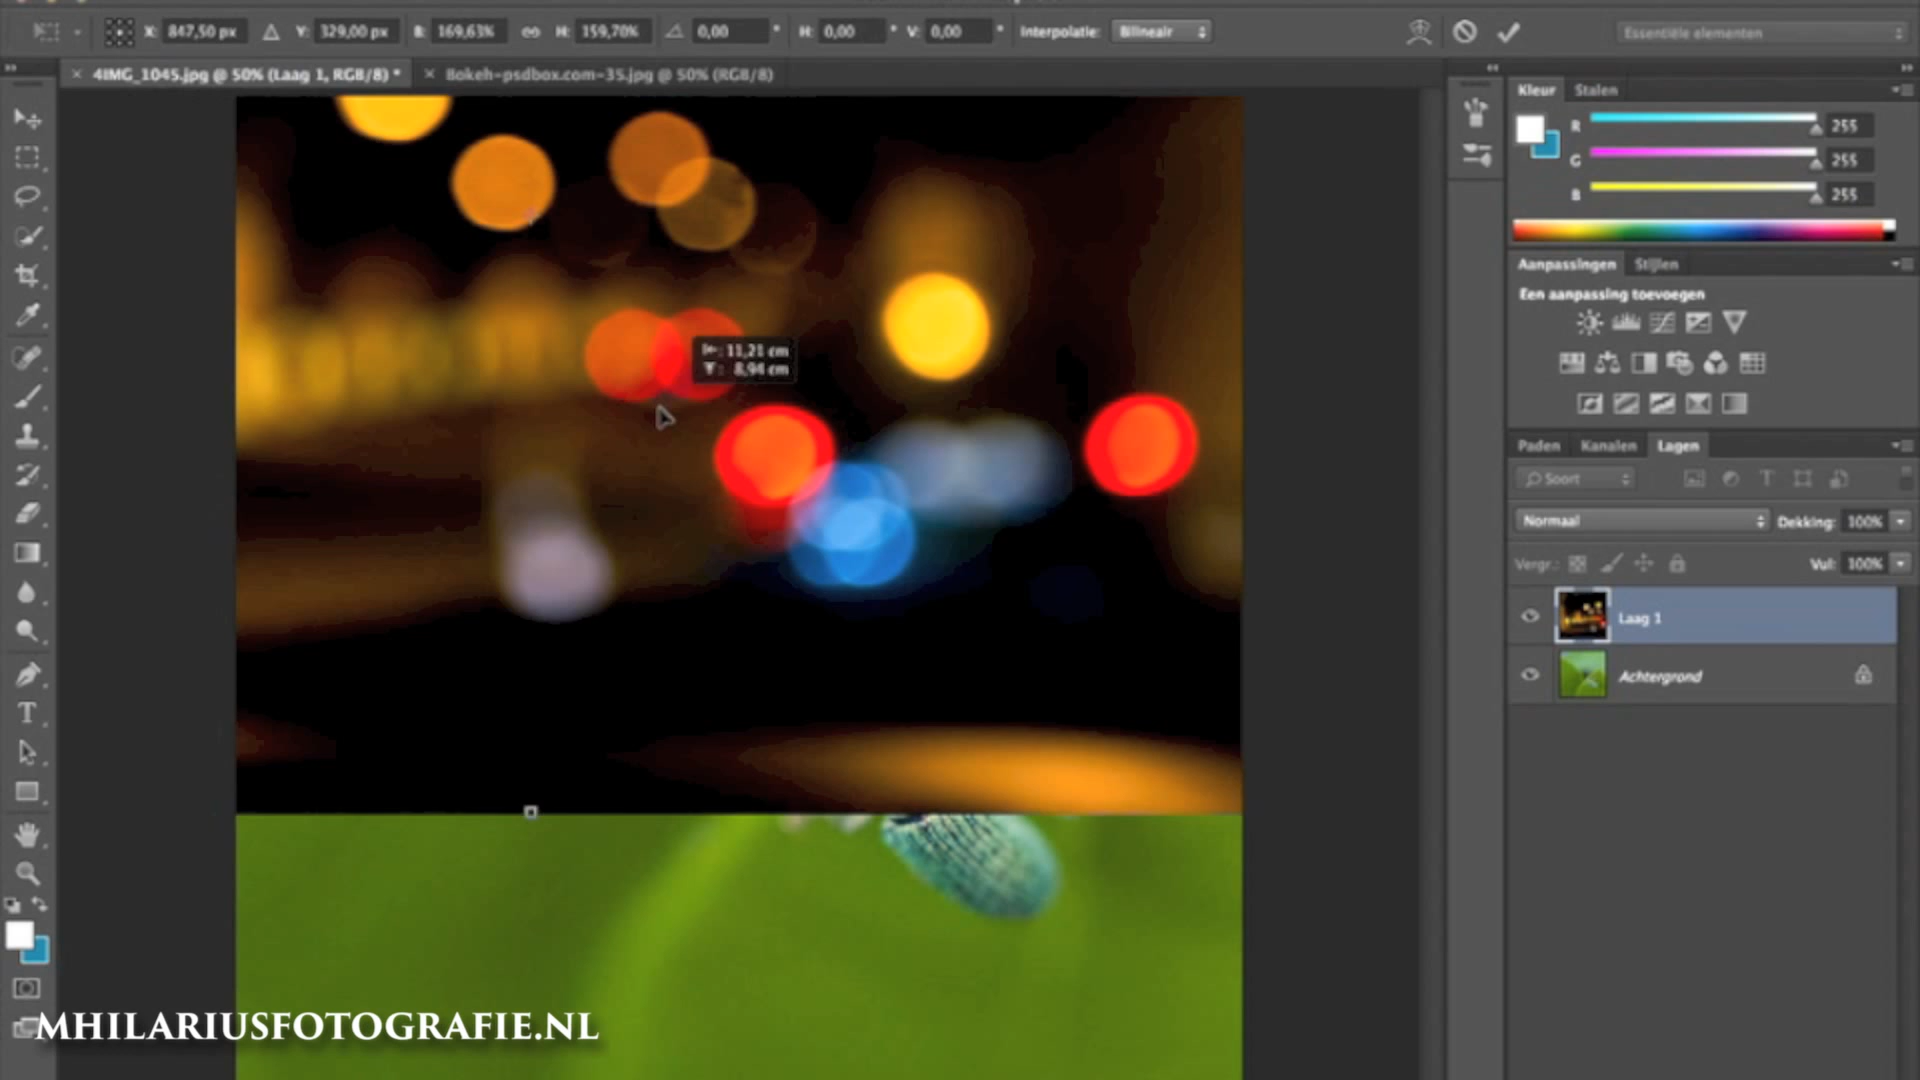 X: 847,50 px Y: 329,00 px B: 169,63% H: 159,70% 0,00 ° H: 0,00 ° V: 0,00 ° Interpolatie: Bilineair Essentiële elementen
× 4IMG_1045.jpg @ 50% (Laag 1, RGB/8) * × Bokeh-psdbox.com-35.jpg @ 50% (RGB/8)
Kleur Stalen
R 255
G 255
B 255
Aanpassingen Stijlen
Een aanpassing toevoegen
11,21 cm
8,94 cm
Paden Kanalen Lagen
Soort
Normaal Dekking: 100%
Vergr.: Vul: 100%
Laag 1
Achtergrond
MHILARIUSFOTOGRAFIE.NL